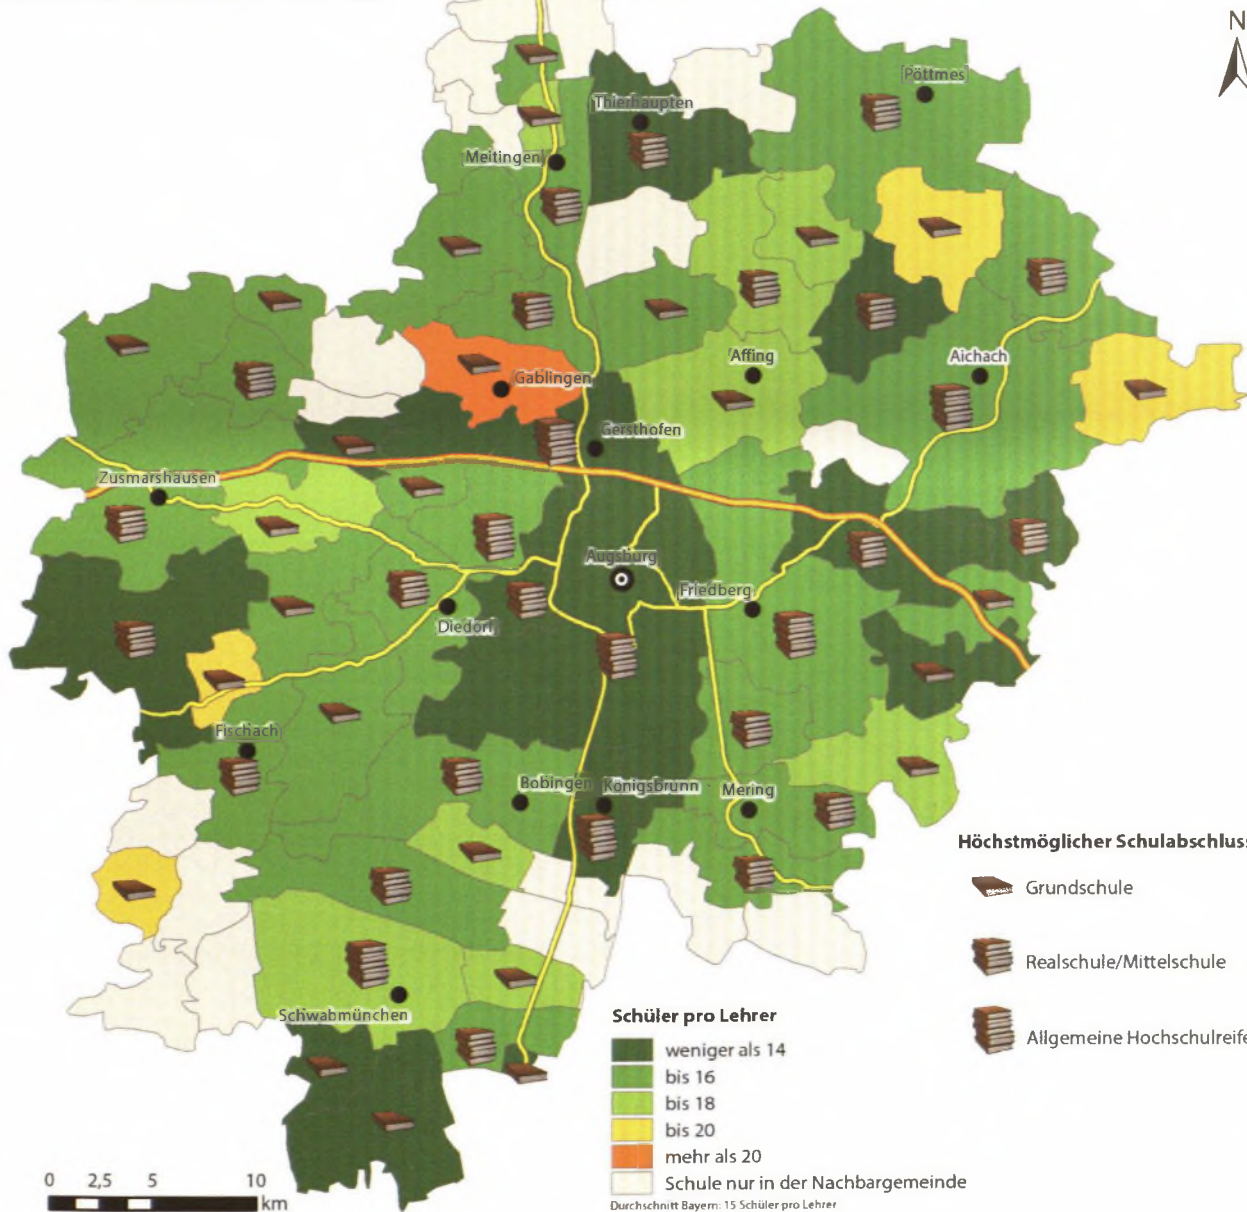 N
Pöttmes
Thierhaupten
Meitingen
Affing
Aichach
Gablingen
Gersthofen
Zusmarshausen
Augsburg
Friedberg
Diedorf
Fischach
Bobingen
Königsbrunn
Mering
Schwabmünchen
Höchstmöglicher Schulabschluss
Grundschule
Realschule/Mittelschule
Allgemeine Hochschulreife
Schüler pro Lehrer
weniger als 14
bis 16
bis 18
bis 20
mehr als 20
Schule nur in der Nachbargemeinde
Durchschnitt Bayern: 15 Schüler pro Lehrer
0 2,5 5 10
km